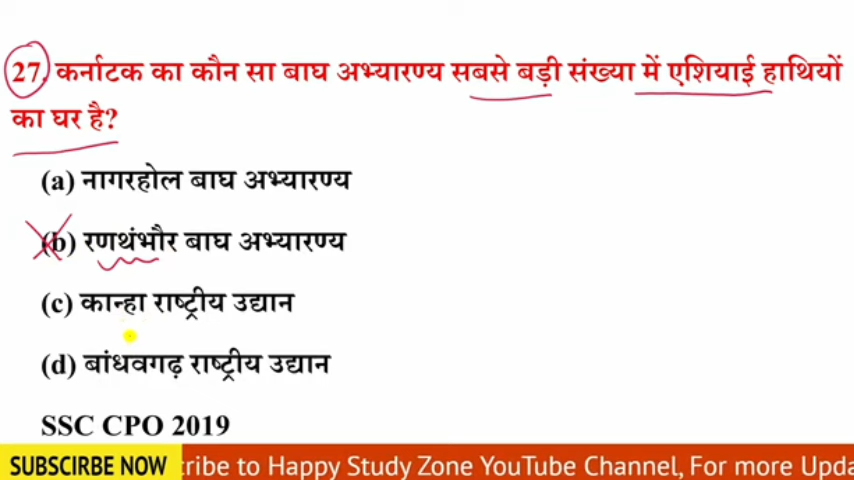 27. कर्नाटक का कौन सा बाघ अभ्यारण्य सबसे बड़ी संख्या में एशियाई हाथियों
का घर है?
(a) नागरहोल बाघ अभ्यारण्य
(b) रणथंभौर बाघ अभ्यारण्य
(c) कान्हा राष्ट्रीय उद्यान
(d) बांधवगढ़ राष्ट्रीय उद्यान
SSC CPO 2019
SUBSCIRBE NOW cribe to Happy Study Zone YouTube Channel, For more Upda